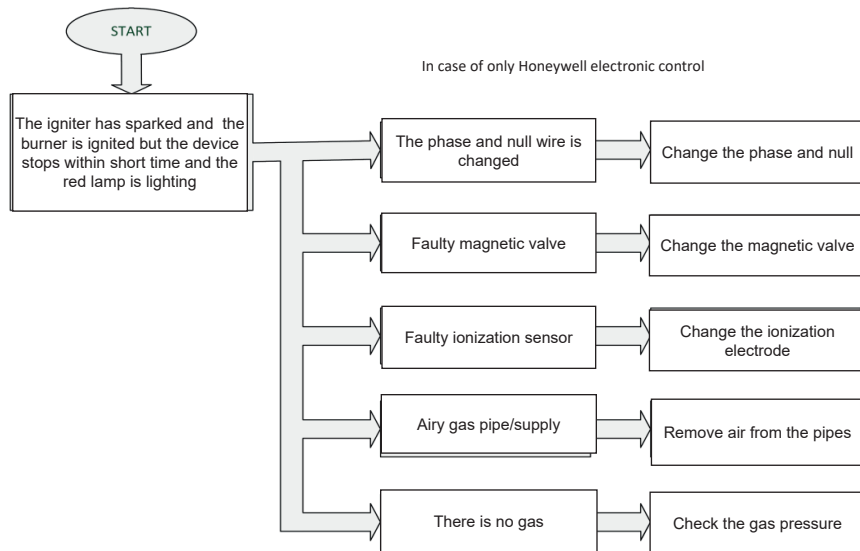 START
In case of only Honeywell electronic control
The igniter has sparked and the
burner is ignited but the device
stops within short time and the
red lamp is lighting
The phase and null wire is
changed
Change the phase and null
Faulty magnetic valve
Change the magnetic valve
Faulty ionization sensor
Change the ionization
electrode
Airy gas pipe/supply
Remove air from the pipes
There is no gas
Check the gas pressure